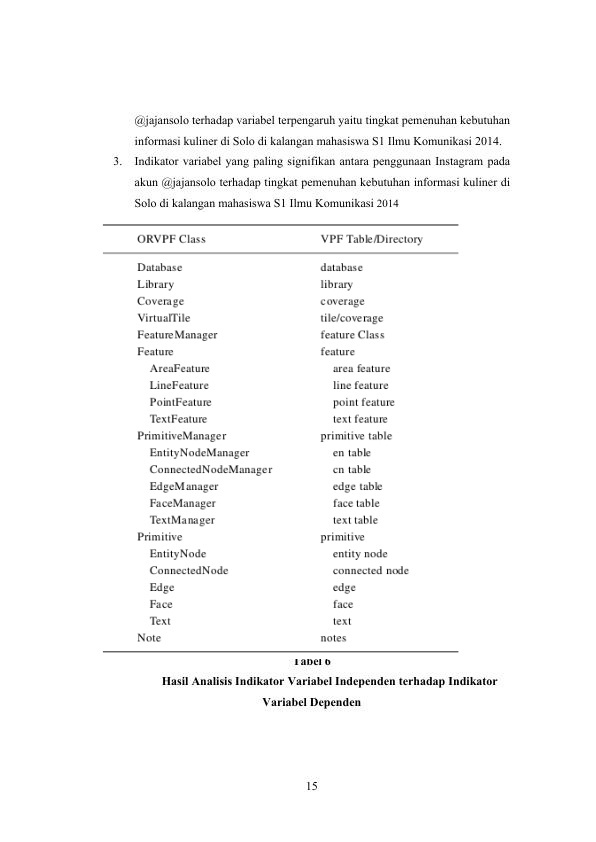 @jajansolo terhadap variabel terpengaruh yaitu tingkat pemenuhan kebutuhan
informasi kuliner di Solo di kalangan mahasiswa S1 Ilmu Komunikasi 2014.
3. Indikator variabel yang paling signifikan antara penggunaan Instagram pada
akun @jajansolo terhadap tingkat pemenuhan kebutuhan informasi kuliner di
Solo di kalangan mahasiswa S1 Ilmu Komunikasi 2014
ORVPF Class VPF Table/Directory
Database database
Library library
Coverage coverage
VirtualTile tile/coverage
FeatureManager feature Class
Feature feature
AreaFeature area feature
LineFeature line feature
PointFeature point feature
TextFeature text feature
PrimitiveManager primitive table
EntityNodeManager en table
ConnectedNodeManager cn table
EdgeManager edge table
FaceManager face table
TextManager text table
Primitive primitive
EntityNode entity node
ConnectedNode connected node
Edge edge
Face face
Text text
Note notes
Tabel 6
Hasil Analisis Indikator Variabel Independen terhadap Indikator
Variabel Dependen
15